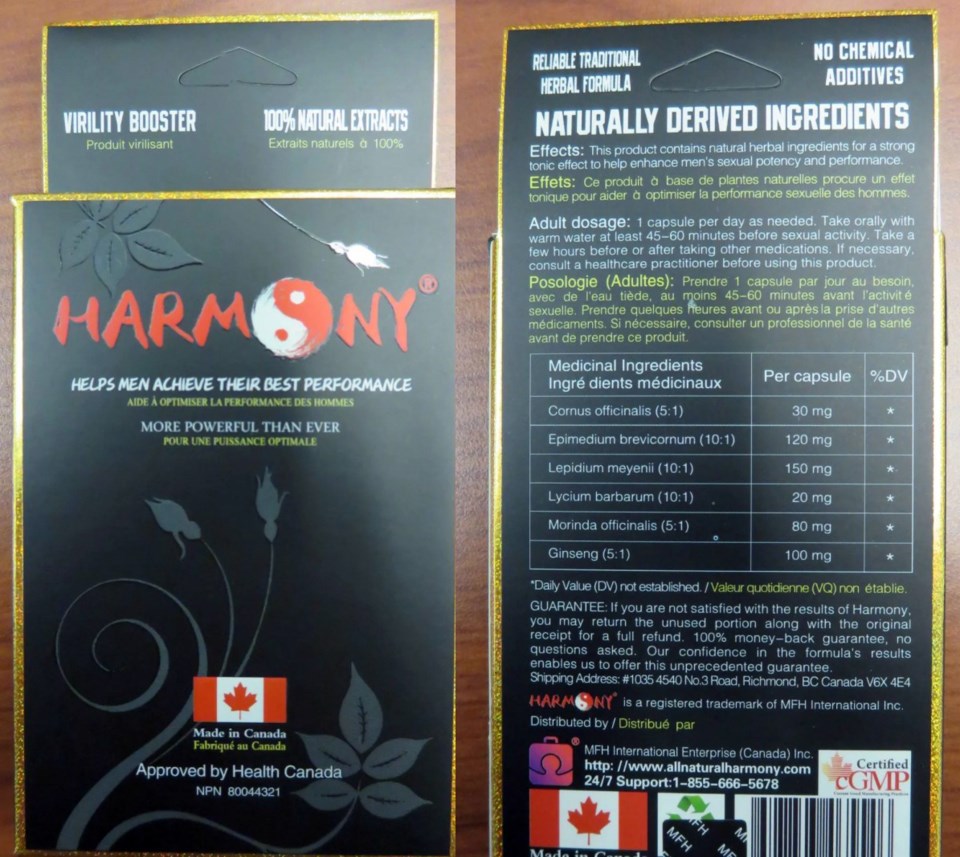 VIRILITY BOOSTER
Produit virilisant
100% NATURAL EXTRACTS
Extraits naturels à 100%
HARMONY®
HELPS MEN ACHIEVE THEIR BEST PERFORMANCE
AIDE À OPTIMISER LA PERFORMANCE DES HOMMES
MORE POWERFUL THAN EVER
POUR UNE PUISSANCE OPTIMALE
Made in Canada
Fabriqué au Canada
Approved by Health Canada
NPN 80044321
RELIABLE TRADITIONAL
HERBAL FORMULA
NO CHEMICAL
ADDITIVES
NATURALLY DERIVED INGREDIENTS
Effects: This product contains natural herbal ingredients for a strong
tonic effect to help enhance men's sexual potency and performance.
Effets: Ce produit à base de plantes naturelles procure un effet
tonique pour aider à optimiser la performance sexuelle des hommes.
Adult dosage: 1 capsule per day as needed. Take orally with
warm water at least 45–60 minutes before sexual activity. Take a
few hours before or after taking other medications. If necessary,
consult a healthcare practitioner before using this product.
Posologie (Adultes): Prendre 1 capsule par jour au besoin,
avec de l'eau tiède, au moins 45–60 minutes avant l'activité
sexuelle. Prendre quelques heures avant ou après la prise d'autres
médicaments. Si nécessaire, consulter un professionnel de la santé
avant de prendre ce produit.
Medicinal Ingredients
Ingré dients médicinaux
Per capsule
%DV
Cornus officinalis (5:1) 30 mg *
Epimedium brevicornum (10:1) 120 mg *
Lepidium meyenii (10:1) 150 mg *
Lycium barbarum (10:1) 20 mg *
Morinda officinalis (5:1) 80 mg *
Ginseng (5:1) 100 mg *
*Daily Value (DV) not established. / Valeur quotidienne (VQ) non établie.
GUARANTEE: If you are not satisfied with the results of Harmony,
you may return the unused portion along with the original
receipt for a full refund. 100% money–back guarantee, no
questions asked. Our confidence in the formula's results
enables us to offer this unprecedented guarantee.
Shipping Address: #1035 4540 No.3 Road, Richmond, BC Canada V6X 4E4
HARMONY® is a registered trademark of MFH International Inc.
Distributed by / Distribué par
® MFH International Enterprise (Canada) Inc.
http: //www.allnaturalharmony.com
24/7 Support:1–855–666–5678
Certified
cGMP
MFH
MFH
Made in Canada